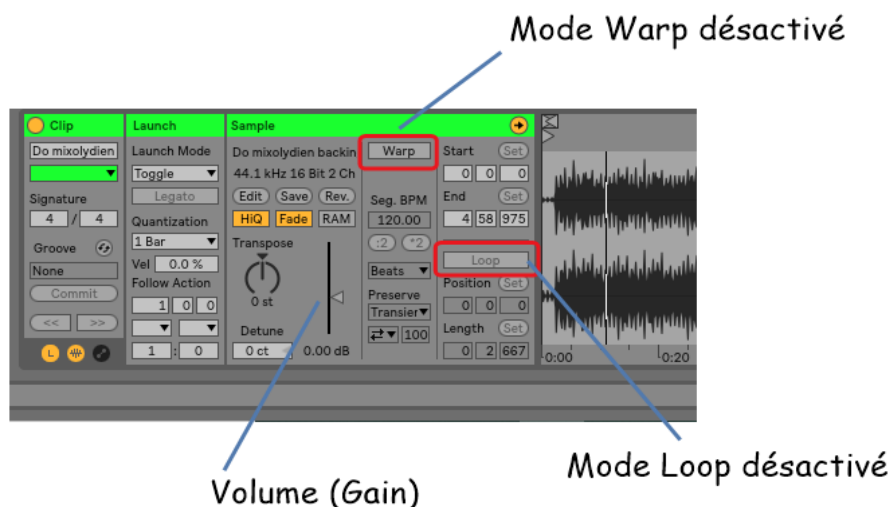 Mode Warp désactivé
Clip
Launch
Sample
Do mixolydien
Launch Mode
Do mixolydien backin
Warp
Start
Set
Toggle
44.1 kHz 16 Bit 2 Ch
0 0 0
Signature
Legato
Edit
Save
Rev.
Seg. BPM
End
Set
4 / 4
Quantization
HiQ
Fade
RAM
120.00
4 58 975
Groove
1 Bar
Transpose
:2
*2
Loop
None
Vel 0.0 %
Beats
Position
Set
Commit
Follow Action
0 st
Preserve
0 0 0
<< >>
1 0 0
Detune
Transier
Length
Set
L
1 : 0
0 ct
0.00 dB
100
0 2 667
0:00
0:20
Volume (Gain)
Mode Loop désactivé